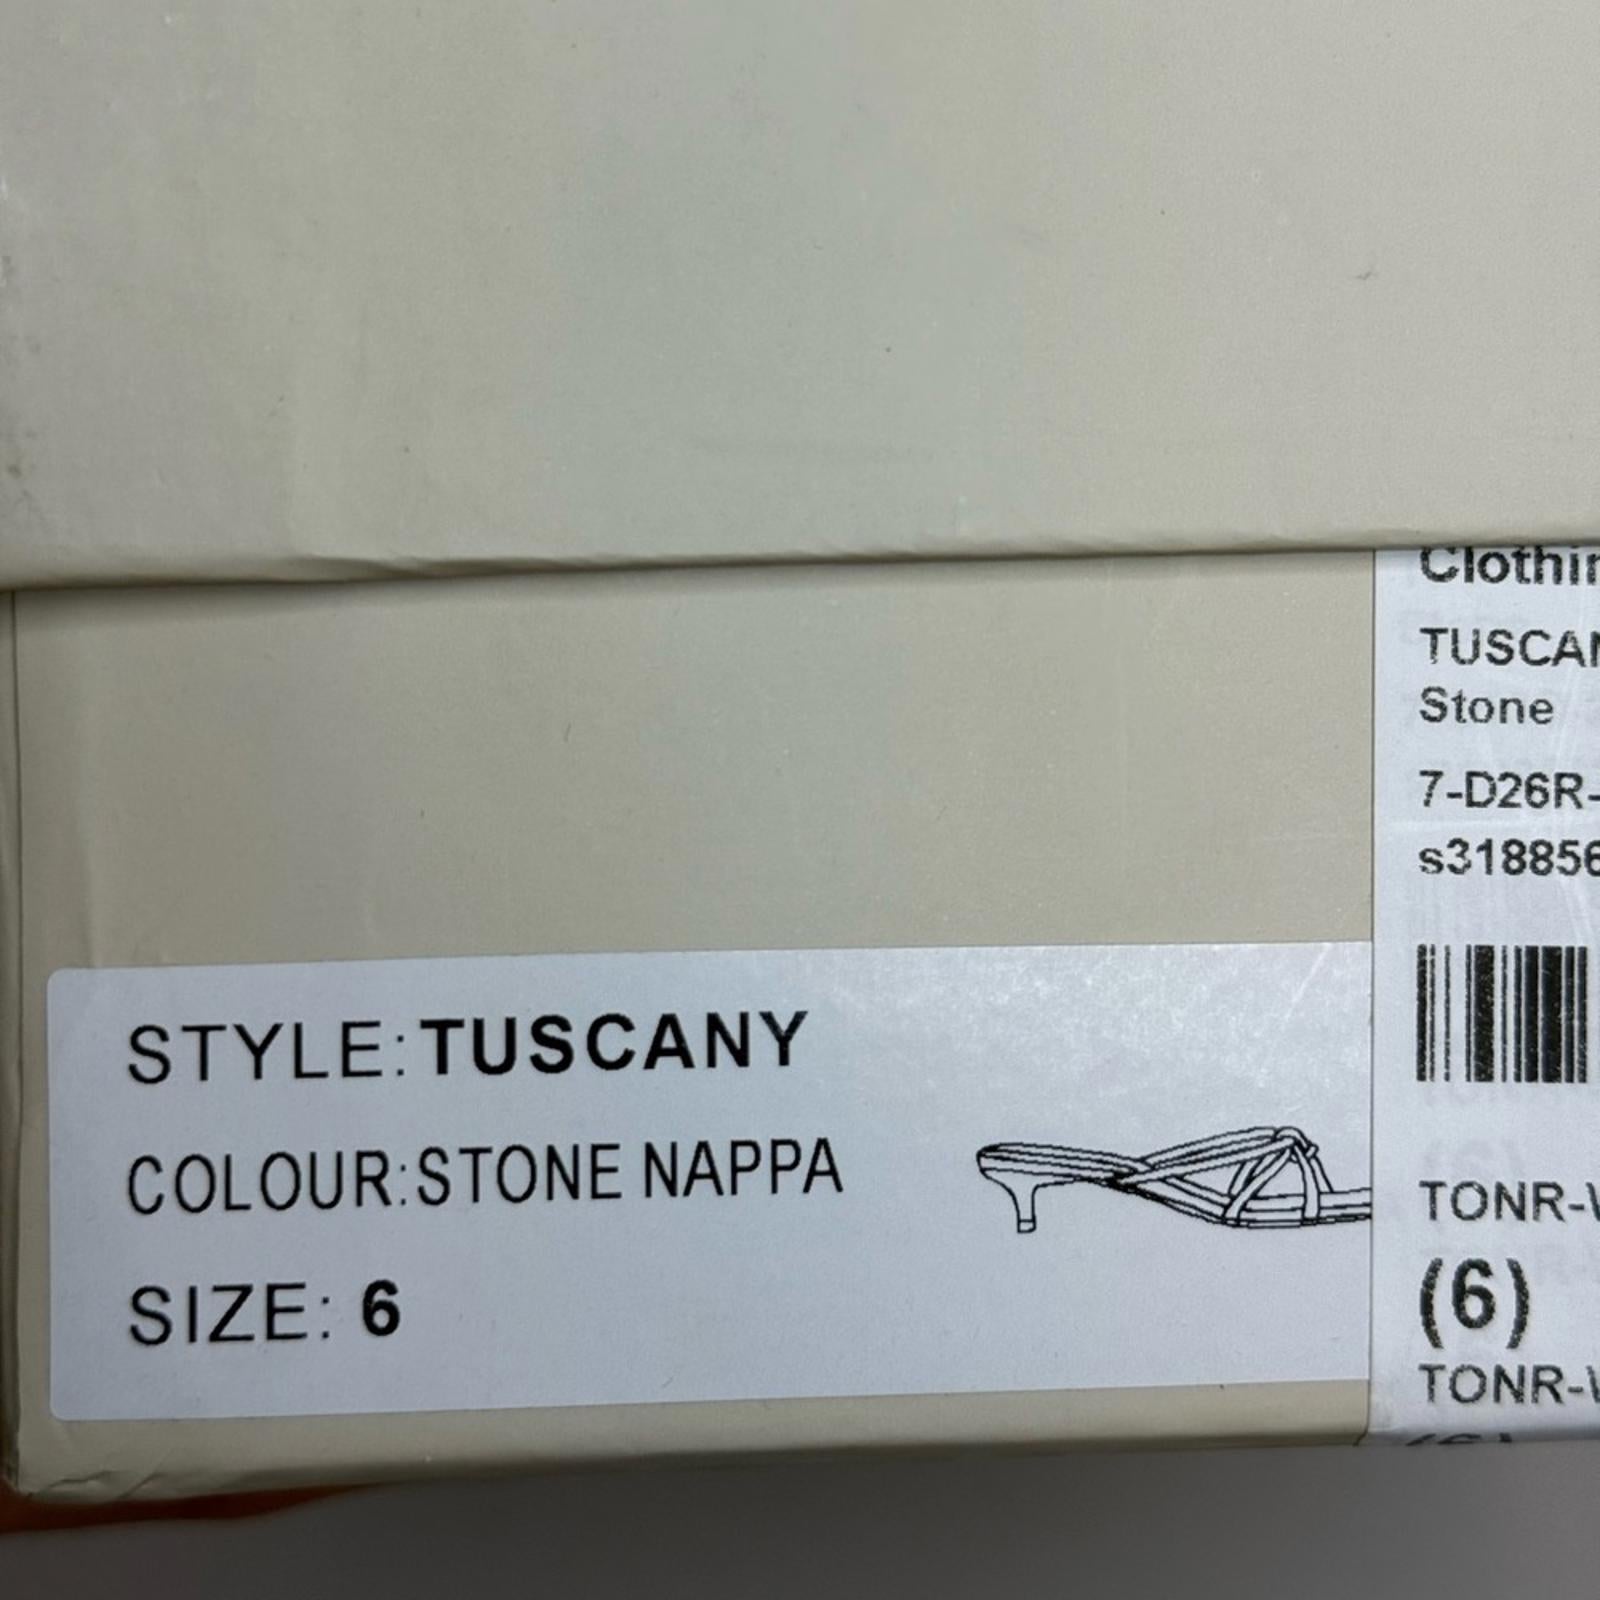 STYLE: TUSCANY
COLOUR: STONE NAPPA
SIZE: 6
Clothin
TUSCAN
Stone
7-D26R-
s318856
TONR-
(6)
TONR-